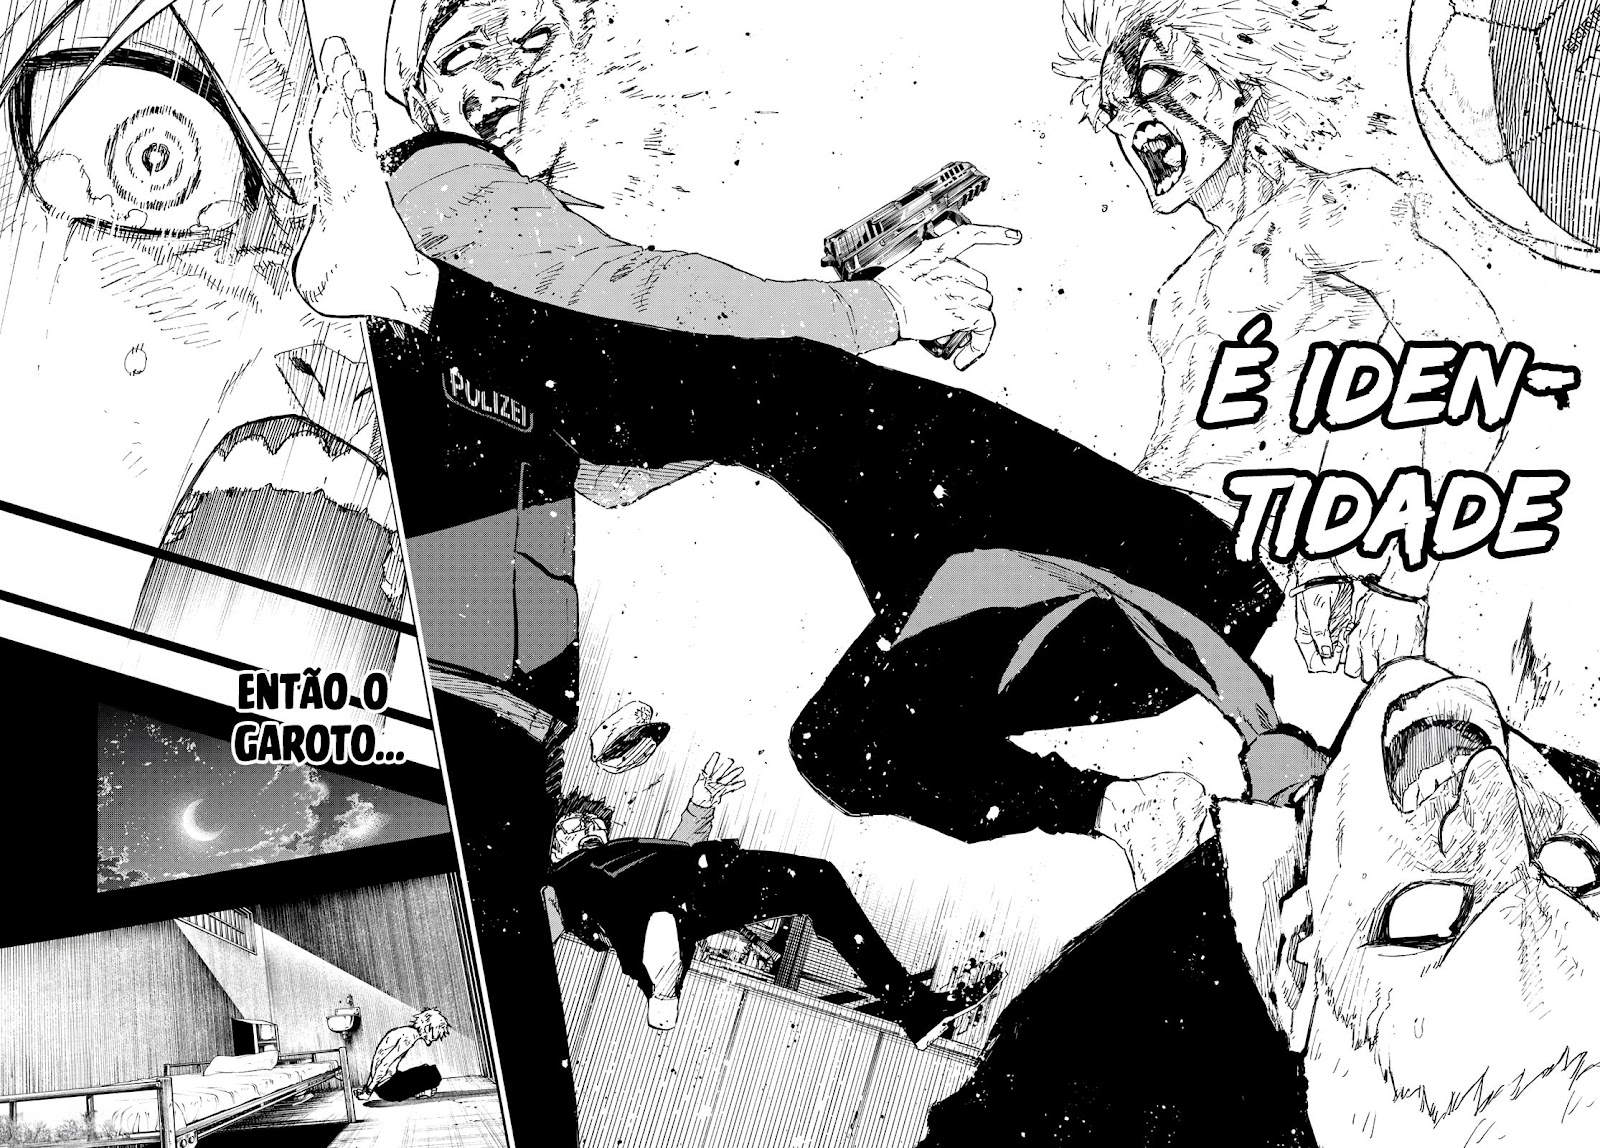 É IDEN-
TIDADE
POLIZEI
ENTÃO O
GAROTO...